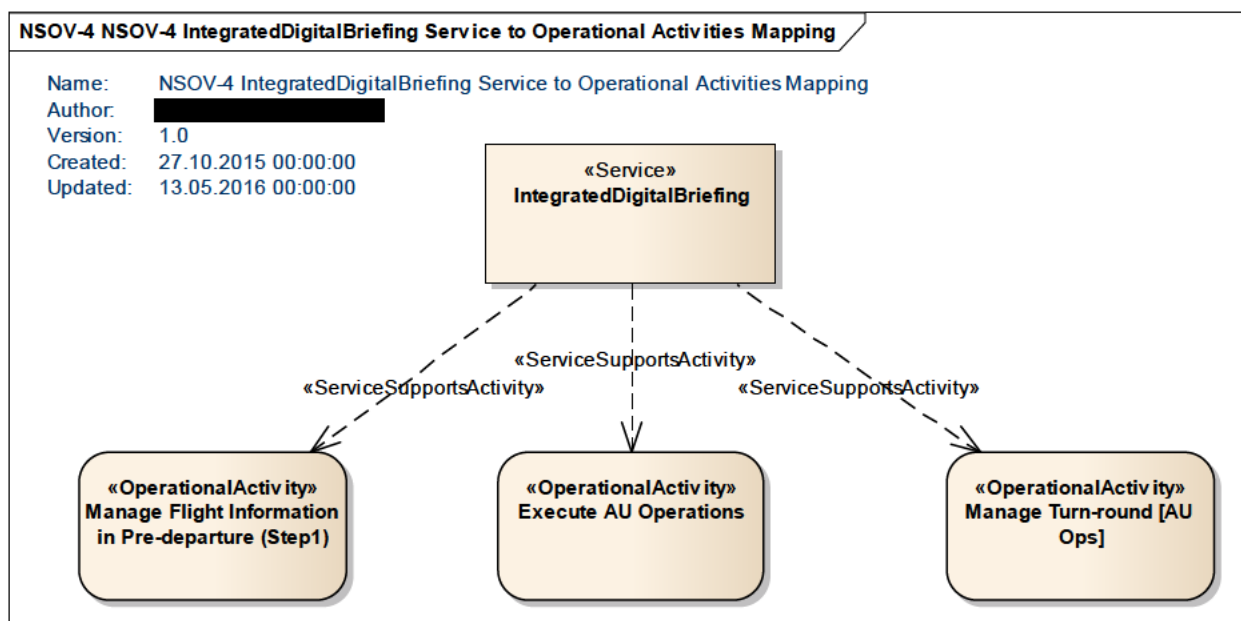 NSOV-4 NSOV-4 IntegratedDigitalBriefing Service to Operational Activities Mapping
Name: NSOV-4 IntegratedDigitalBriefing Service to Operational Activities Mapping
Author:
Version: 1.0
Created: 27.10.2015 00:00:00
Updated: 13.05.2016 00:00:00
«Service»
IntegratedDigitalBriefing
«ServiceSupportsActivity»
«ServiceSupportsActivity»
«ServiceSupportsActivity»
«OperationalActivity»
Manage Flight Information
in Pre-departure (Step1)
«OperationalActivity»
Execute AU Operations
«OperationalActivity»
Manage Turn-round [AU
Ops]